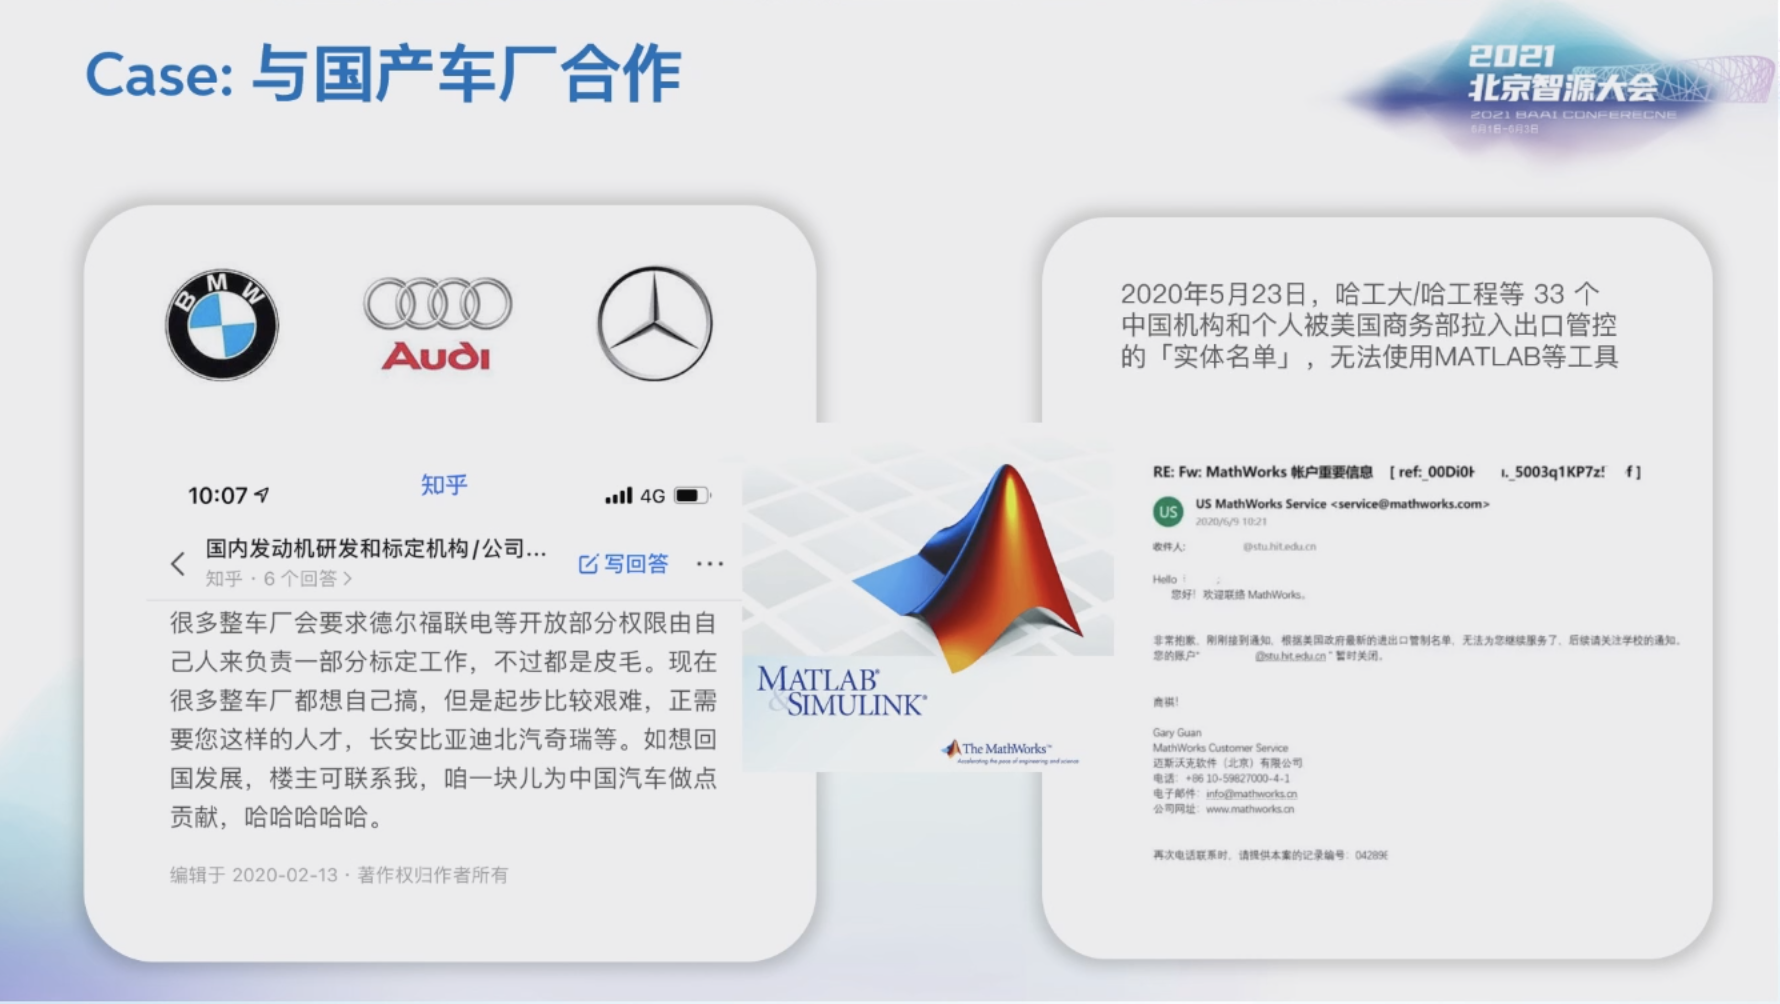 Case: 与国产车厂合作
2021
北京智源大会
2021 BAAI CONFERECNE
6月1日-6月3日
BMW
Audi
10:07
知乎
4G
国内发动机研发和标定机构/公司...
知乎 · 6 个回答 >
写回答
很多整车厂会要求德尔福联电等开放部分权限由自
己人来负责一部分标定工作，不过都是皮毛。现在
很多整车厂都想自己搞，但是起步比较艰难，正需
要您这样的人才，长安比亚迪北汽奇瑞等。如想回
国发展，楼主可联系我，咱一块儿为中国汽车做点
贡献，哈哈哈哈哈。
编辑于 2020-02-13 · 著作权归作者所有
MATLAB®
&SIMULINK®
The MathWorks™
Accelerating the pace of engineering and science
2020年5月23日，哈工大/哈工程等 33 个
中国机构和个人被美国商务部拉入出口管控
的「实体名单」，无法使用MATLAB等工具
RE: Fw: MathWorks 帐户重要信息 [ ref:_00Di0H ı._5003q1KP7z! f ]
US
US MathWorks Service <service@mathworks.com>
2020/6/9 10:21
收件人: @stu.hit.edu.cn
Hello
您好！欢迎联络 MathWorks。
非常抱歉，刚刚接到通知，根据美国政府最新的进出口管制名单，无法为您继续服务了，后续请关注学校的通知。
您的账户“ @stu.hit.edu.cn ” 暂时关闭。
商祺！
Gary Guan
MathWorks Customer Service
迈斯沃克软件（北京）有限公司
电话：+86 10-59827000-4-1
电子邮件：info@mathworks.cn
公司网址：www.mathworks.cn
再次电话联系时，请提供本案的记录编号：04289